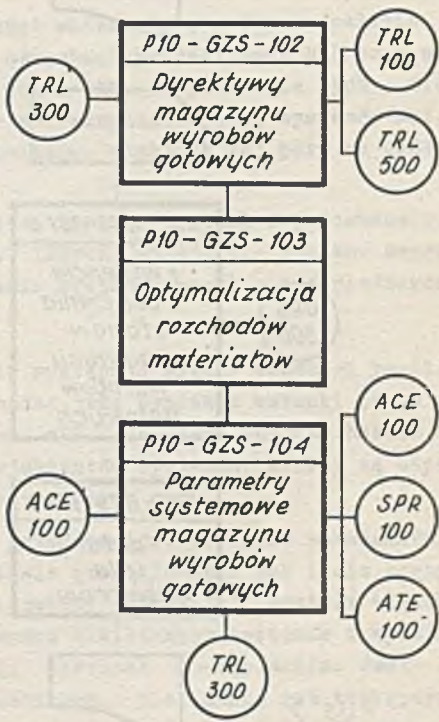 P10-GZS-102
TRL
300
Dyrektywy
magazynu
wyrobów
gotowych
TRL
100
TRL
500
P10-GZS-103
Optymalizacja
rozchodów
materiałów
P10-GZS-104
ACE
100
Parametry
systemowe
magazynu
wyrobów
gotowych
ACE
100
SPR
100
ATE
100
TRL
300